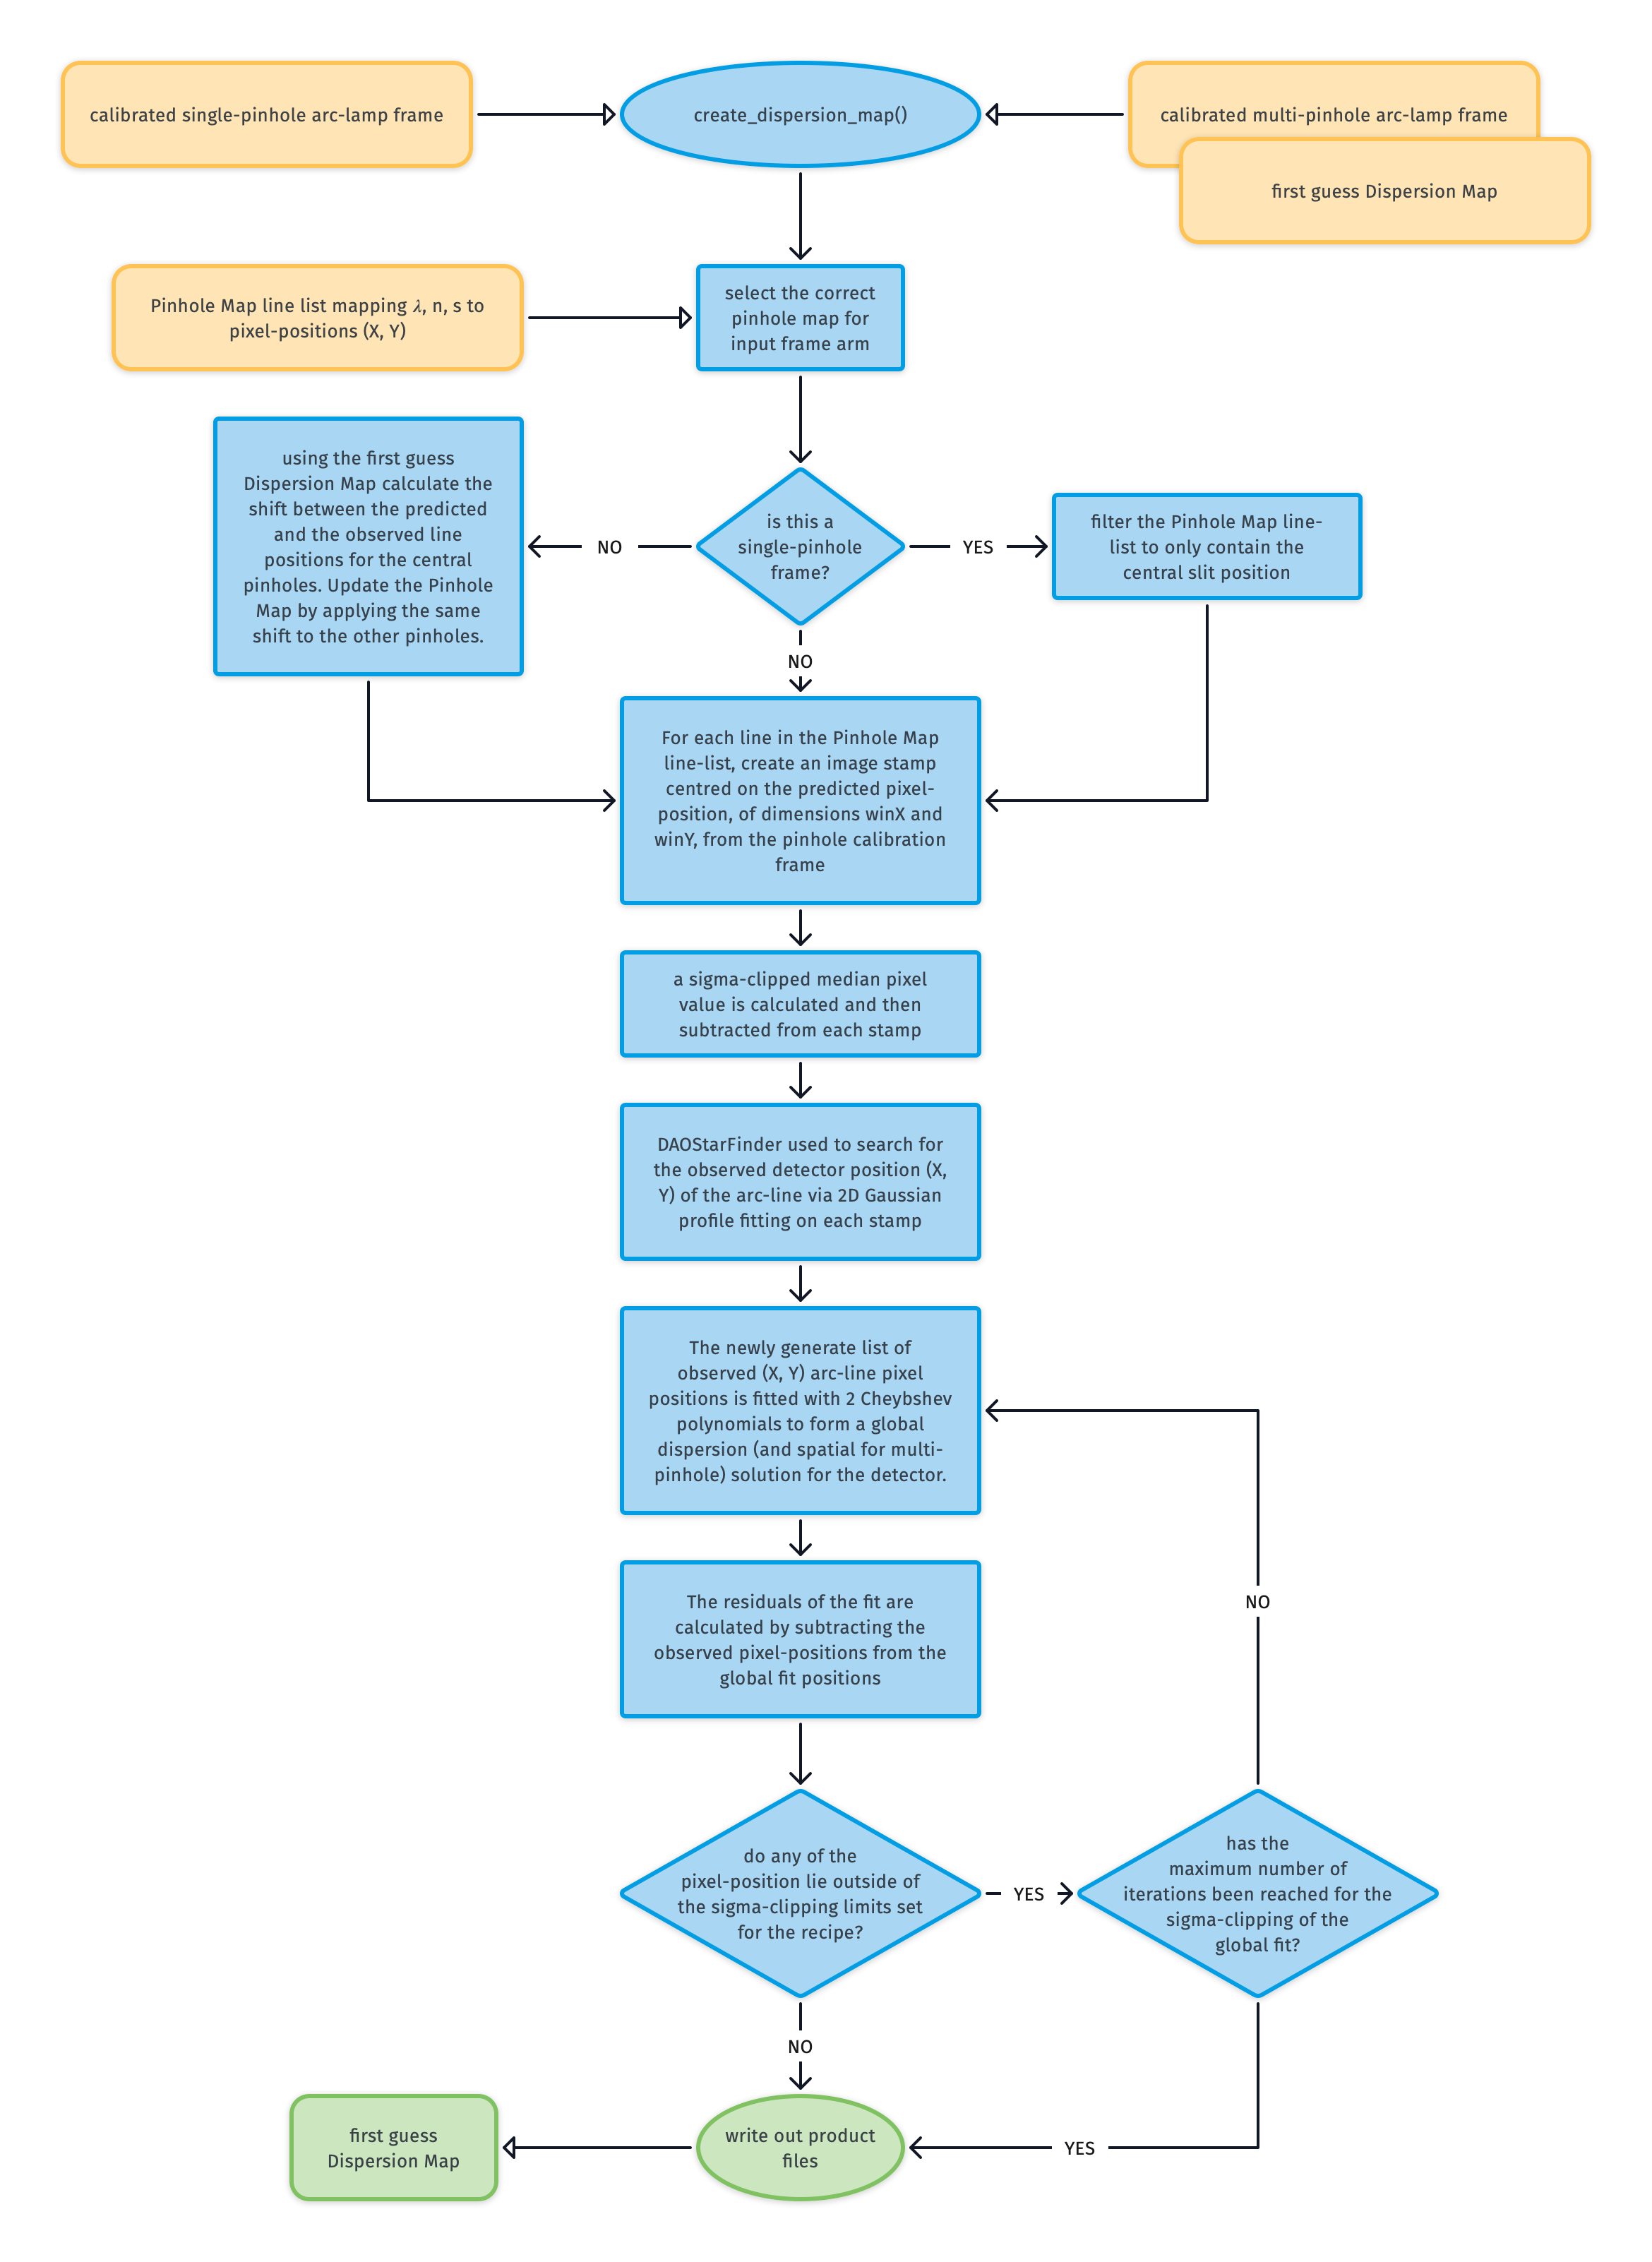 calibrated single-pinhole arc-lamp frame
create_dispersion_map()
calibrated multi-pinhole arc-lamp frame
first guess Dispersion Map
Pinhole Map line list mapping λ, n, s to
pixel-positions (X, Y)
select the correct
pinhole map for
input frame arm
using the first guess
Dispersion Map calculate the
shift between the predicted
and the observed line
positions for the central
pinholes. Update the Pinhole
Map by applying the same
shift to the other pinholes.
NO
is this a
single-pinhole
frame?
YES
filter the Pinhole Map line-
list to only contain the
central slit position
NO
For each line in the Pinhole Map
line-list, create an image stamp
centred on the predicted pixel-
position, of dimensions winX and
winY, from the pinhole calibration
frame
a sigma-clipped median pixel
value is calculated and then
subtracted from each stamp
DAOStarFinder used to search for
the observed detector position (X,
Y) of the arc-line via 2D Gaussian
profile fitting on each stamp
The newly generate list of
observed (X, Y) arc-line pixel
positions is fitted with 2 Cheybshev
polynomials to form a global
dispersion (and spatial for multi-
pinhole) solution for the detector.
The residuals of the fit are
calculated by subtracting the
observed pixel-positions from the
global fit positions
NO
do any of the
pixel-position lie outside of
the sigma-clipping limits set
for the recipe?
YES
has the
maximum number of
iterations been reached for the
sigma-clipping of the
global fit?
NO
first guess
Dispersion Map
write out product
files
YES